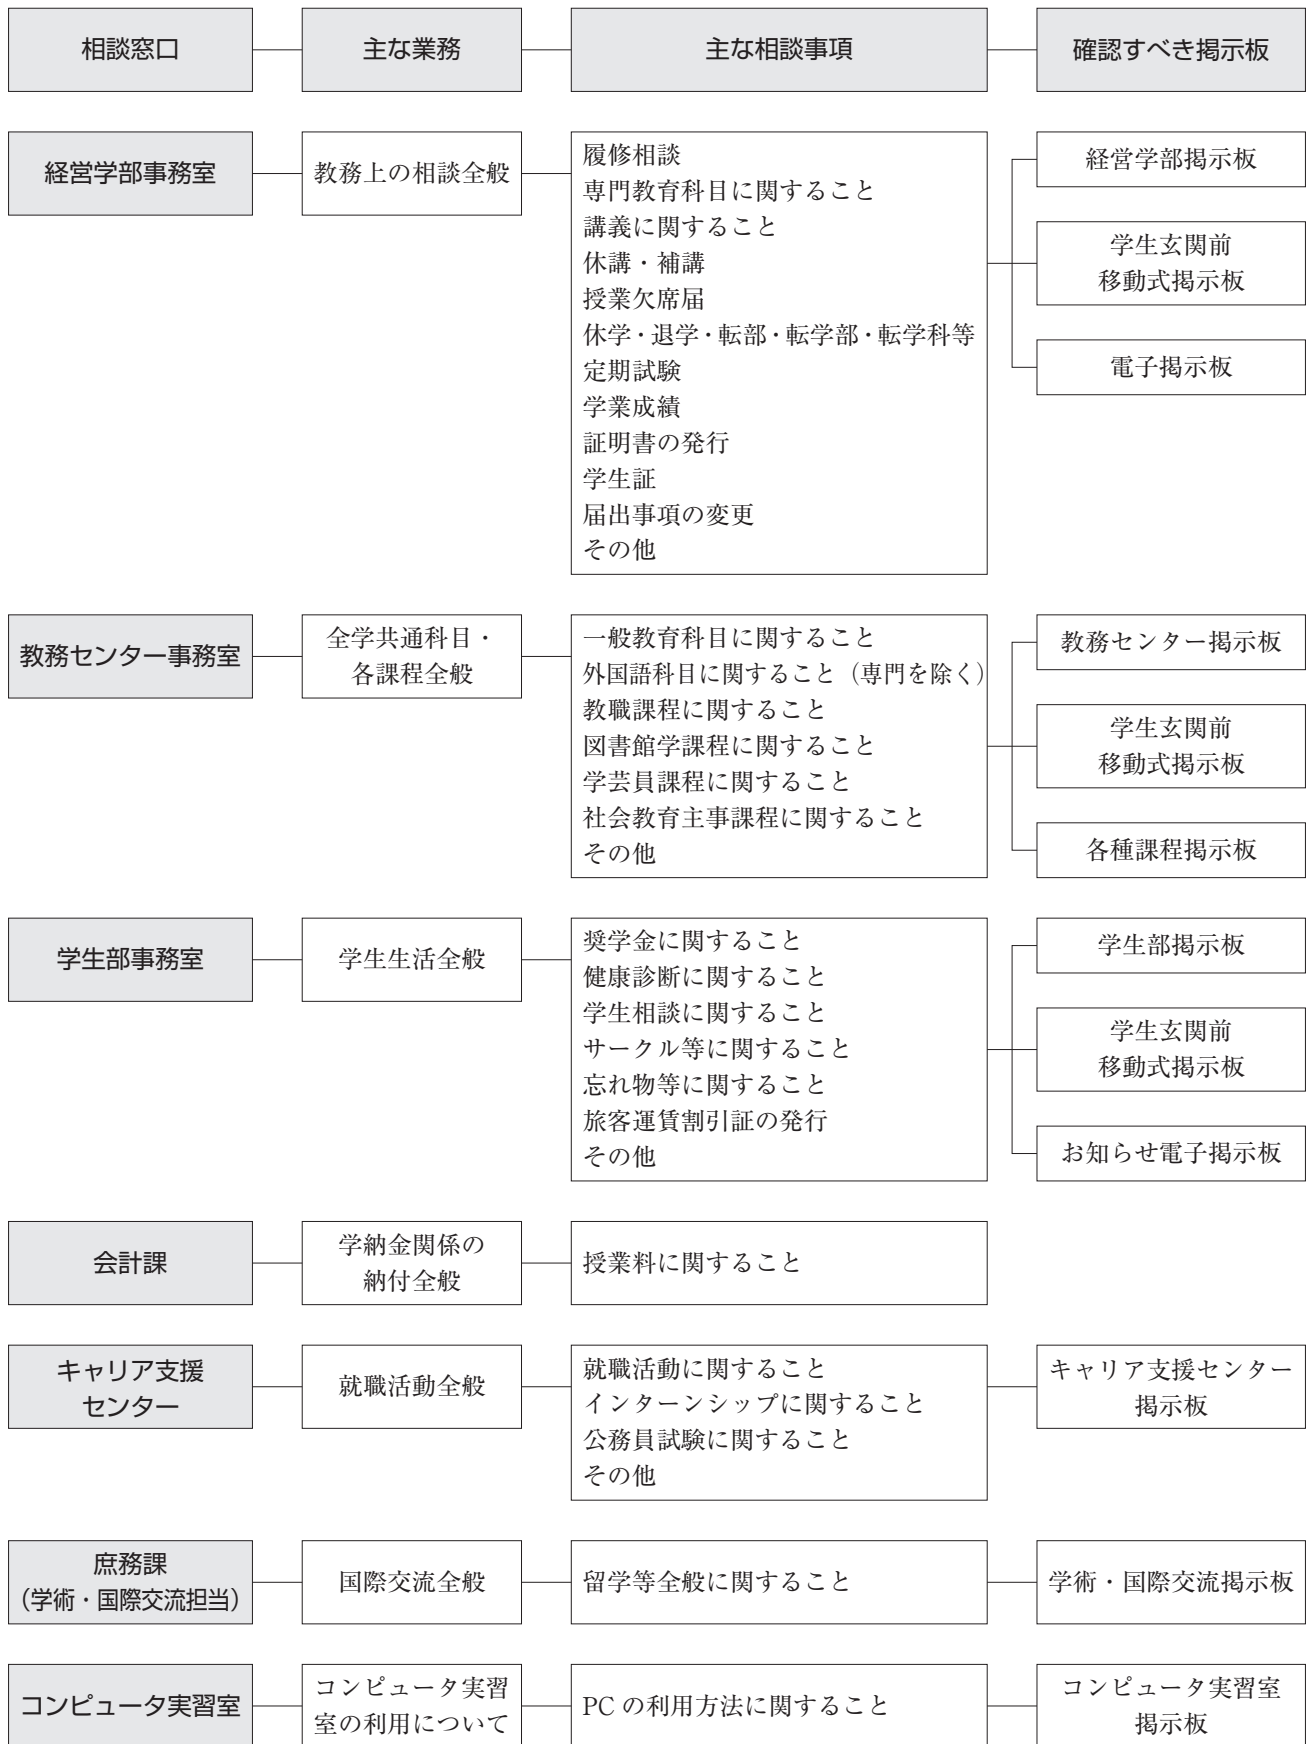 相談窓口
主な業務
主な相談事項
確認すべき掲示板
経営学部事務室
教務上の相談全般
履修相談
専門教育科目に関すること
講義に関すること
休講・補講
授業欠席届
休学・退学・転部・転学部・転学科等
定期試験
学業成績
証明書の発行
学生証
届出事項の変更
その他
経営学部掲示板
学生玄関前
移動式掲示板
電子掲示板
教務センター事務室
全学共通科目・
各課程全般
一般教育科目に関すること
外国語科目に関すること（専門を除く）
教職課程に関すること
図書館学課程に関すること
学芸員課程に関すること
社会教育主事課程に関すること
その他
教務センター掲示板
学生玄関前
移動式掲示板
各種課程掲示板
学生部事務室
学生生活全般
奨学金に関すること
健康診断に関すること
学生相談に関すること
サークル等に関すること
忘れ物等に関すること
旅客運賃割引証の発行
その他
学生部掲示板
学生玄関前
移動式掲示板
お知らせ電子掲示板
会計課
学納金関係の
納付全般
授業料に関すること
キャリア支援
センター
就職活動全般
就職活動に関すること
インターンシップに関すること
公務員試験に関すること
その他
キャリア支援センター
掲示板
庶務課
（学術・国際交流担当）
国際交流全般
留学等全般に関すること
学術・国際交流掲示板
コンピュータ実習室
コンピュータ実習
室の利用について
PCの利用方法に関すること
コンピュータ実習室
掲示板